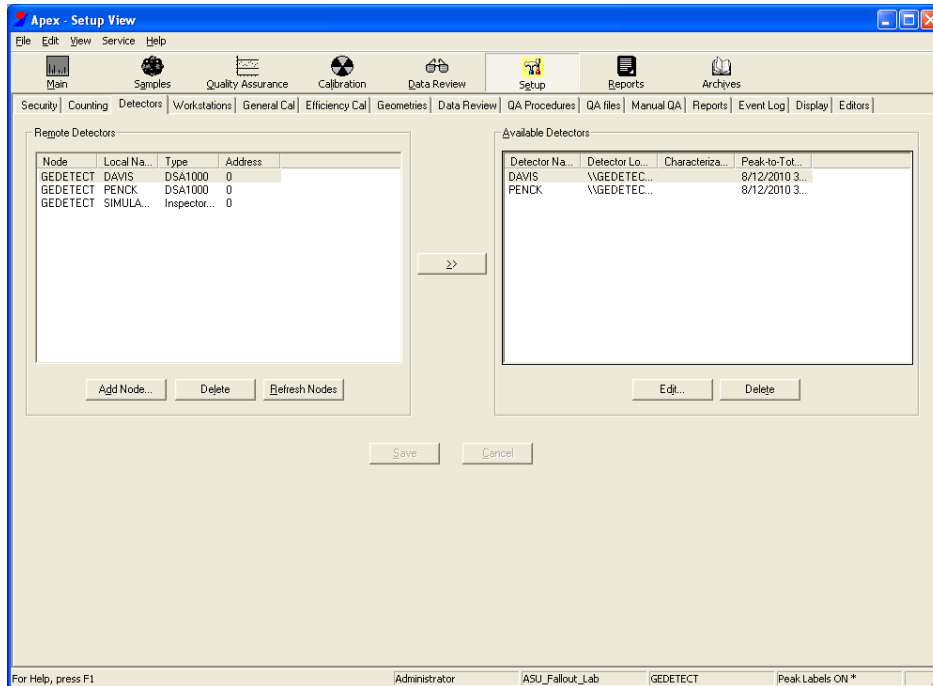 Apex - Setup View
File Edit View Service Help
Main Samples Quality Assurance Calibration Data Review Setup Reports Archives
Security Counting Detectors Workstations General Cal Efficiency Cal Geometries Data Review QA Procedures QA files Manual QA Reports Event Log Display Editors
Remote Detectors
Node Local Na... Type Address
GEDETECT DAVIS DSA1000 0
GEDETECT PENCK DSA1000 0
GEDETECT SIMULA... Inspector... 0
Add Node... Delete Refresh Nodes
>>
Available Detectors
Detector Na... Detector Lo... Characteriza... Peak-to-Tot...
DAVIS \\GEDETEC... 8/12/2010 3...
PENCK \\GEDETEC... 8/12/2010 3...
Edit... Delete
Save Cancel
For Help, press F1 Administrator ASU_Fallout_Lab GEDETECT Peak Labels ON *